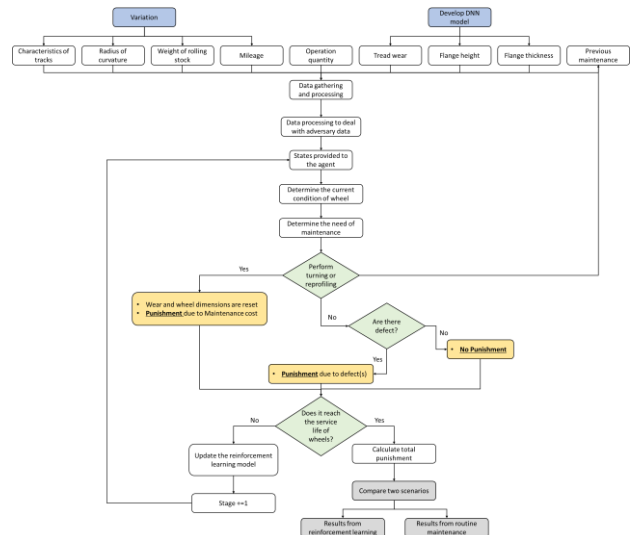 Variation
Develop DNN
model
Characteristics of
tracks
Radius of
curvature
Weight of rolling
stock
Mileage
Operation
quantity
Tread wear
Flange height
Flange thickness
Previous
maintenance
Data gathering
and processing
Data processing to deal
with adversary data
States provided to
the agent
Determine the current
condition of wheel
Determine the need of
maintenance
Perform
turning or
reprofiling
Yes
No
• Wear and wheel dimensions are reset
• Punishment due to Maintenance cost
Are there
defect?
No
• No Punishment
Yes
• Punishment due to defect(s)
Does it reach
the service
life of
wheels?
No
Yes
Update the reinforcement
learning model
Calculate total
punishment
Stage +=1
Compare two scenarios
Results from
reinforcement learning
Results from routine
maintenance